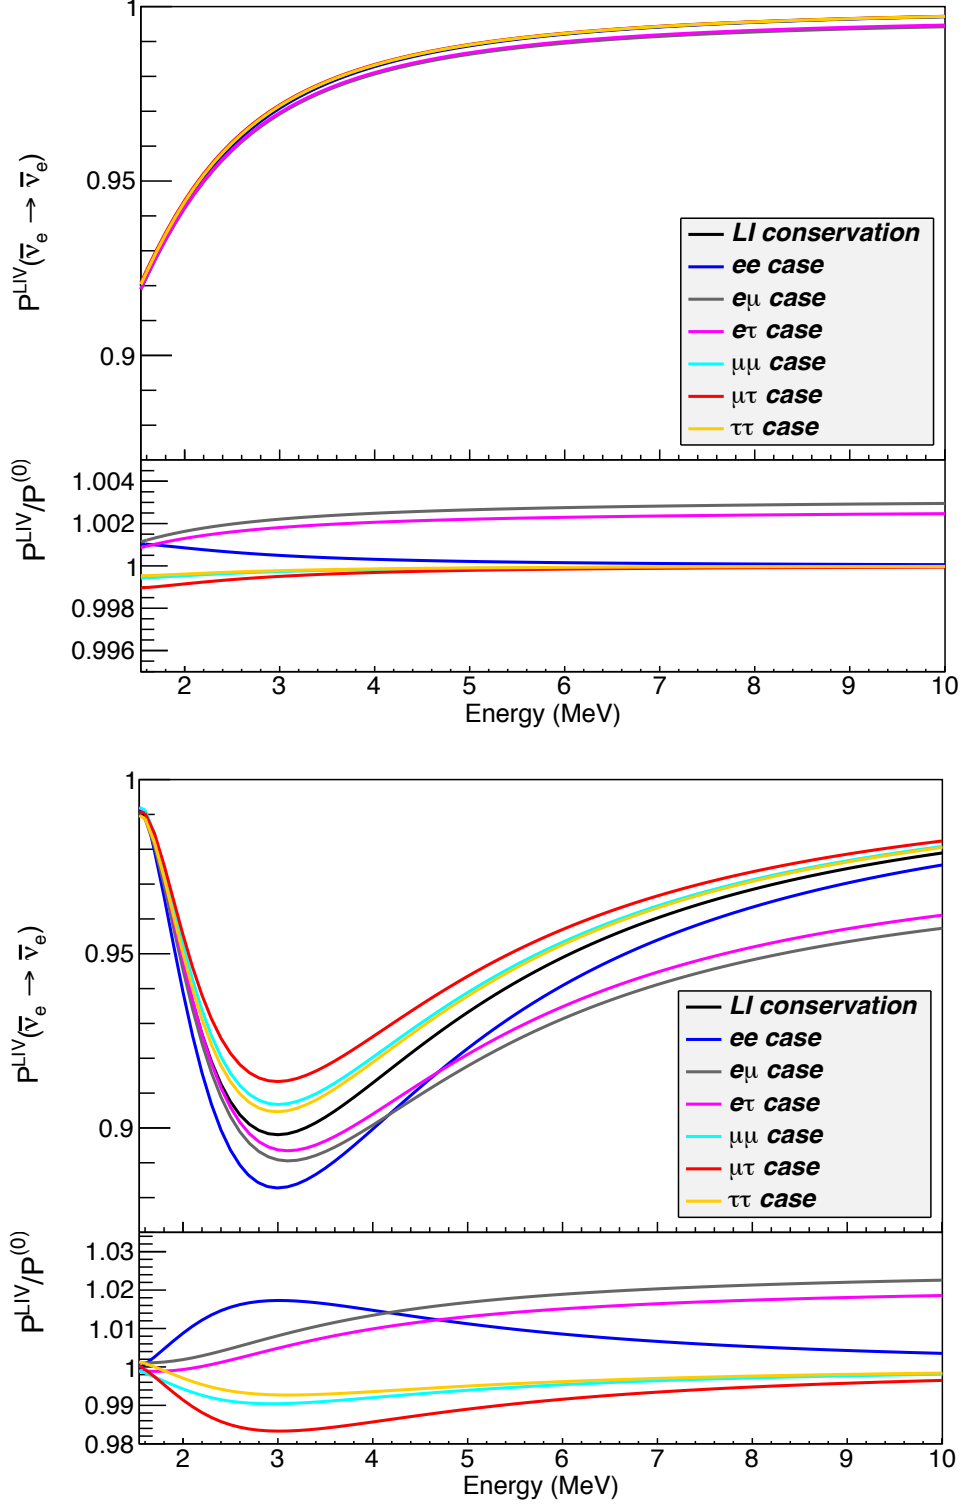 1
0.95
0.9
P^LIV(ν̅_e → ν̅_e)
LI conservation
ee case
eμ case
eτ case
μμ case
μτ case
ττ case
1.004
1.002
1
0.998
0.996
P^LIV/P^(0)
2 3 4 5 6 7 8 9 10
Energy (MeV)
1
0.95
0.9
P^LIV(ν̅_e → ν̅_e)
LI conservation
ee case
eμ case
eτ case
μμ case
μτ case
ττ case
1.03
1.02
1.01
1
0.99
0.98
P^LIV/P^(0)
2 3 4 5 6 7 8 9 10
Energy (MeV)